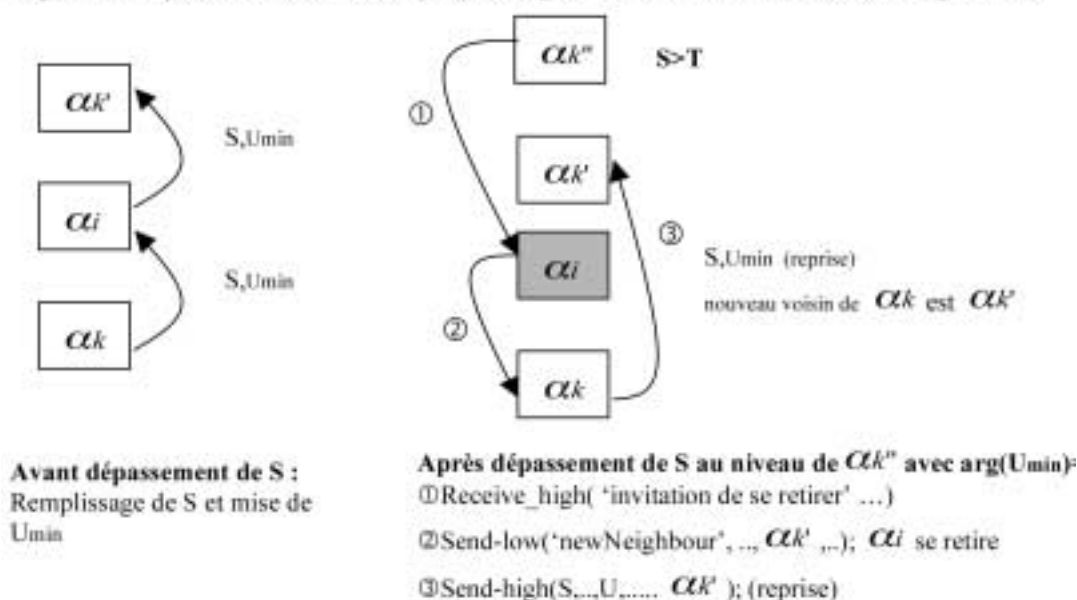 αk'
S,Umin
αi
S,Umin
αk
αk"
S>T
①
αk'
③
αi
S,Umin (reprise)
nouveau voisin de αk est αk'
②
αk
Avant dépassement de S :
Remplissage de S et mise de
Umin
Après dépassement de S au niveau de αk" avec arg(Umin)=
①Receive_high( ‘invitation de se retirer’ …)
②Send-low(‘newNeighbour’, .., αk' ,..); αi se retire
③Send-high(S,..,U,..... αk' ); (reprise)